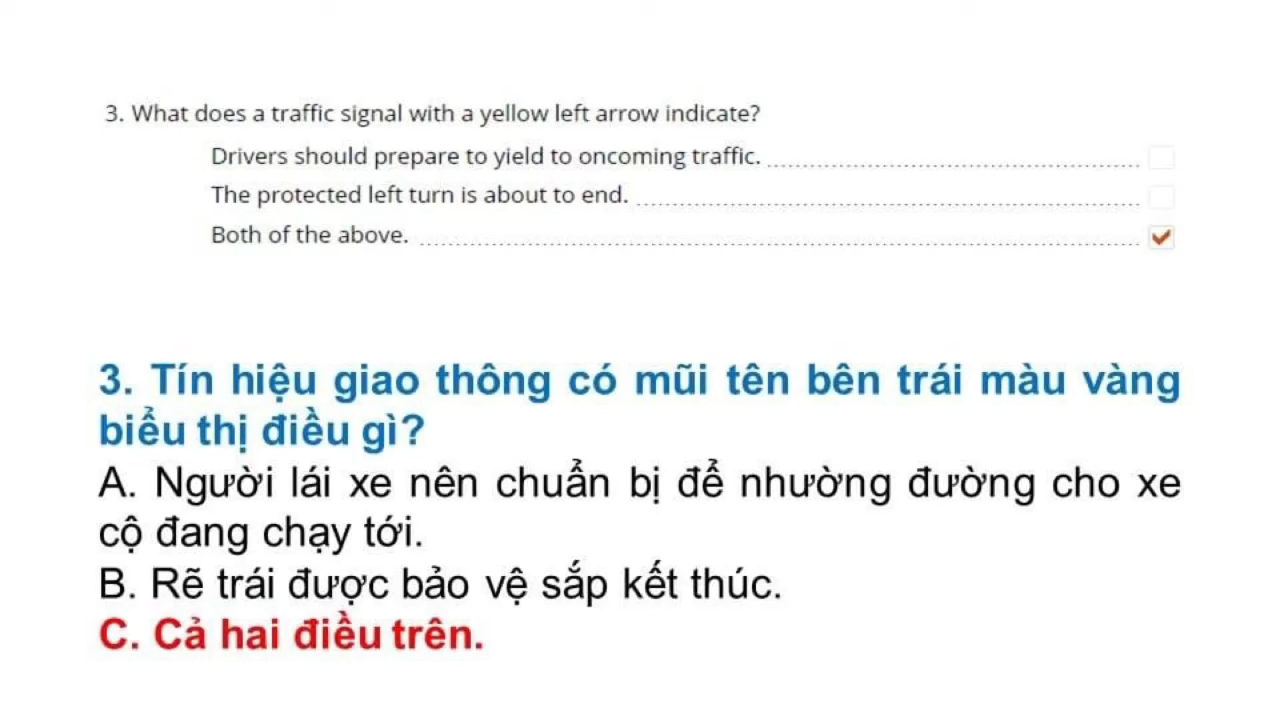 3. What does a traffic signal with a yellow left arrow indicate?
Drivers should prepare to yield to oncoming traffic.
The protected left turn is about to end.
Both of the above.
3. Tín hiệu giao thông có mũi tên bên trái màu vàng
biểu thị điều gì?
A. Người lái xe nên chuẩn bị để nhường đường cho xe
cộ đang chạy tới.
B. Rẽ trái được bảo vệ sắp kết thúc.
C. Cả hai điều trên.